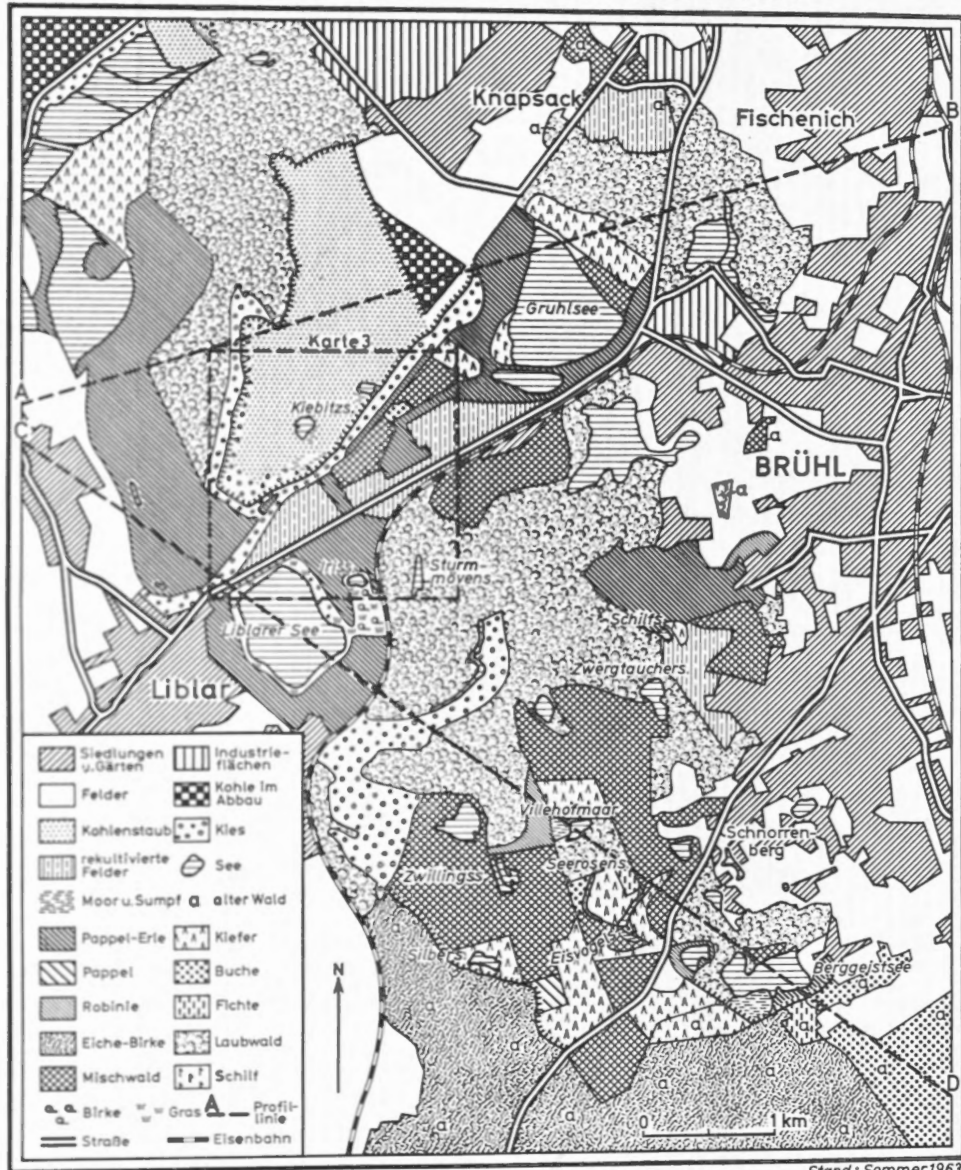 Knapsack
Fischenich
B
Gruhlsee
Karte 3
Kiebitzs.
A
C
BRÜHL
Sturm-
mövens.
Liblarer See
Schilfs.
Zwergtauchers.
Liblar
Villehofmaar
Schnorren-
berg
Zwillingss.
Seerosens.
Silbers.
Eisvogels.
Berggeistsee
D
Siedlungen
u. Gärten
Industrie-
flächen
Felder
Kohle im
Abbau
Kohlenstaub
Kies
rekultivierte
Felder
See
Moor u. Sumpf
a alter Wald
Pappel-Erle
Kiefer
Pappel
Buche
Robinie
Fichte
Eiche-Birke
Laubwald
Mischwald
Schilf
Birke
Gras
A
Profil-
linie
Straße
Eisenbahn
N
0 1 km
Stand: Sommer 1963